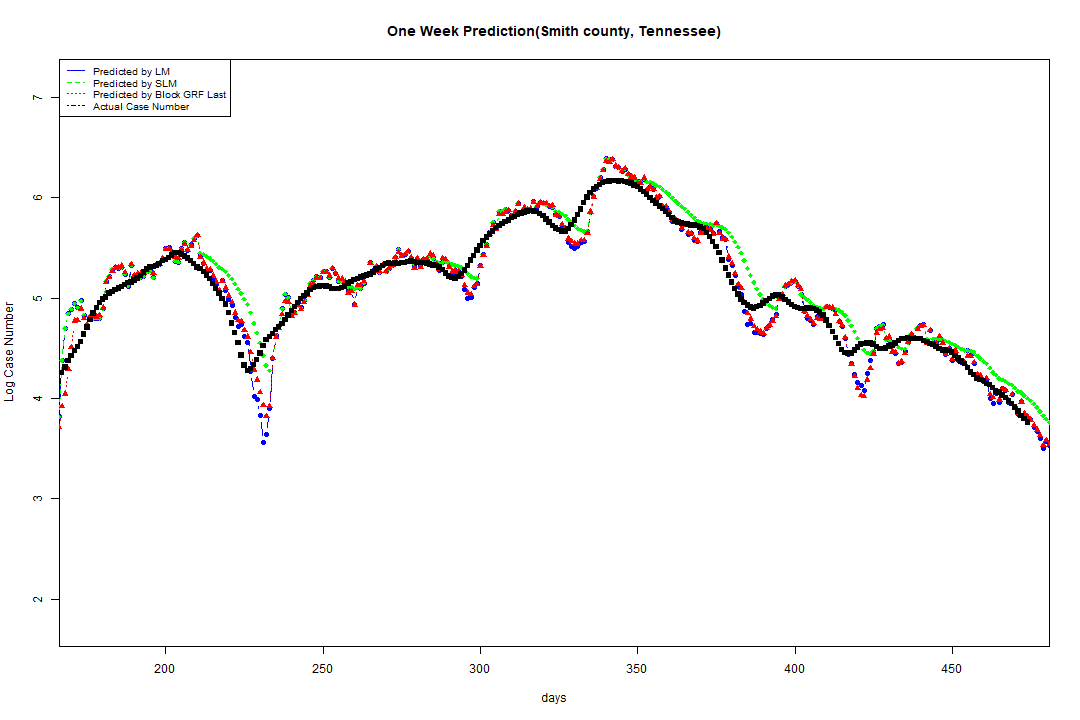 One Week Prediction(Smith county, Tennessee)
Predicted by LM
Predicted by SLM
Predicted by Block GRF Last
Actual Case Number
7
6
5
4
3
2
Log Case Number
200 250 300 350 400 450
days